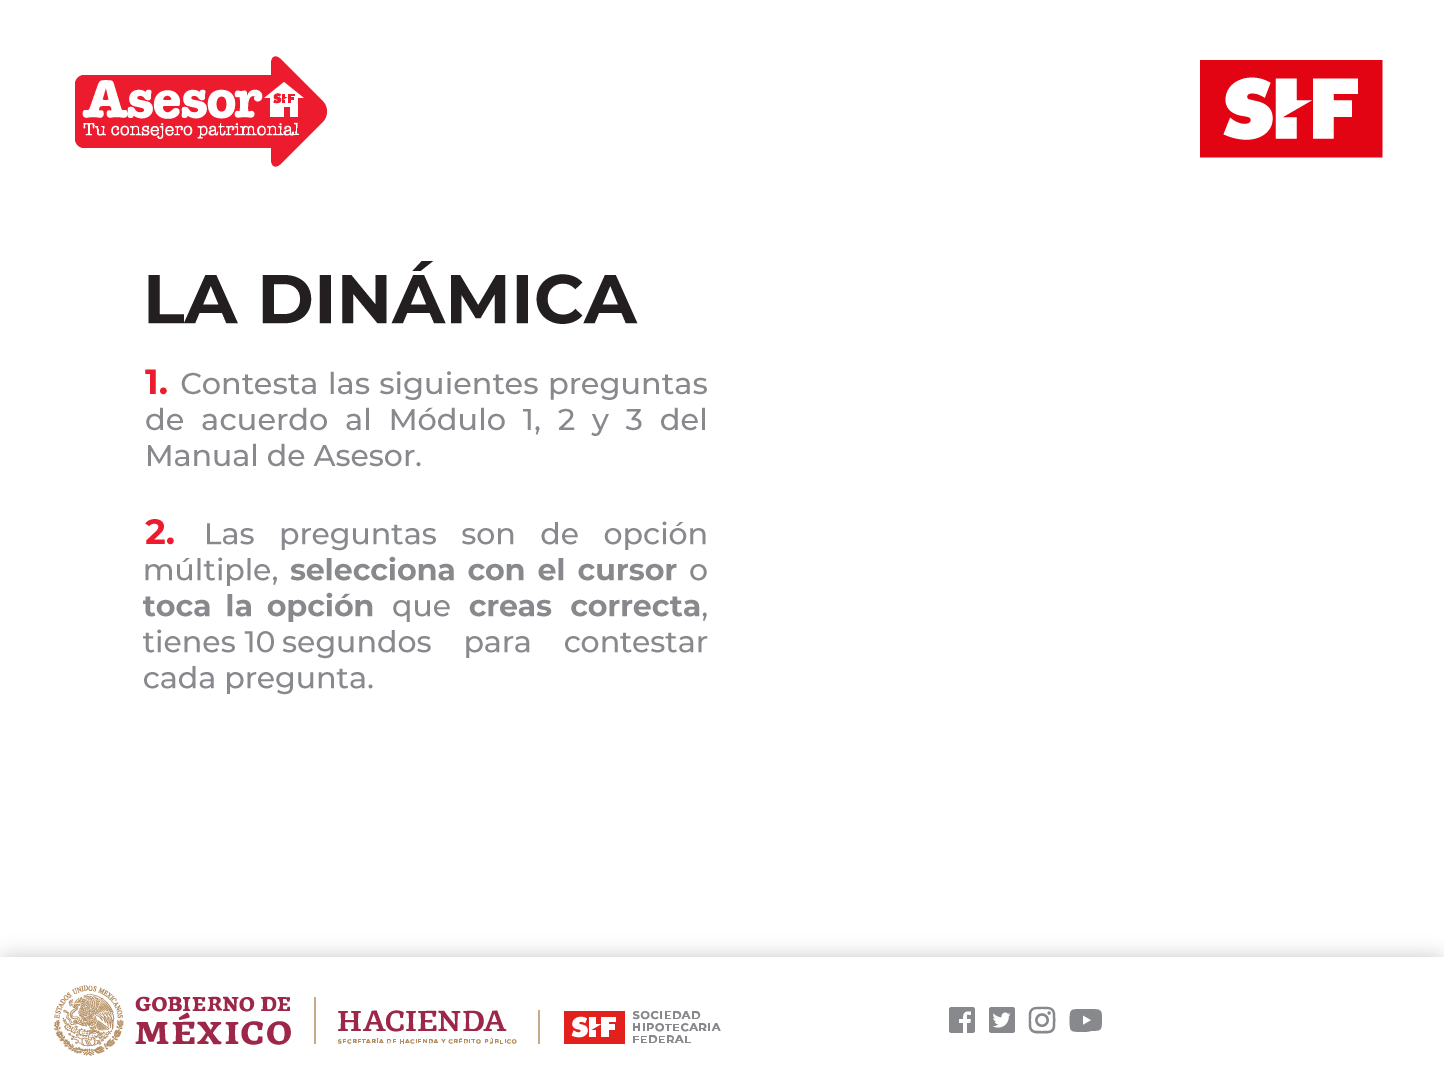 Asesor SHF
Tu consejero patrimonial
SHF
LA DINÁMICA
1. Contesta las siguientes preguntas
de acuerdo al Módulo 1, 2 y 3 del
Manual de Asesor.
2. Las preguntas son de opción
múltiple, selecciona con el cursor o
toca la opción que creas correcta,
tienes 10 segundos para contestar
cada pregunta.
ESTADOS UNIDOS MEXICANOS
GOBIERNO DE
MÉXICO
HACIENDA
SECRETARÍA DE HACIENDA Y CRÉDITO PÚBLICO
SHF
SOCIEDAD
HIPOTECARIA
FEDERAL